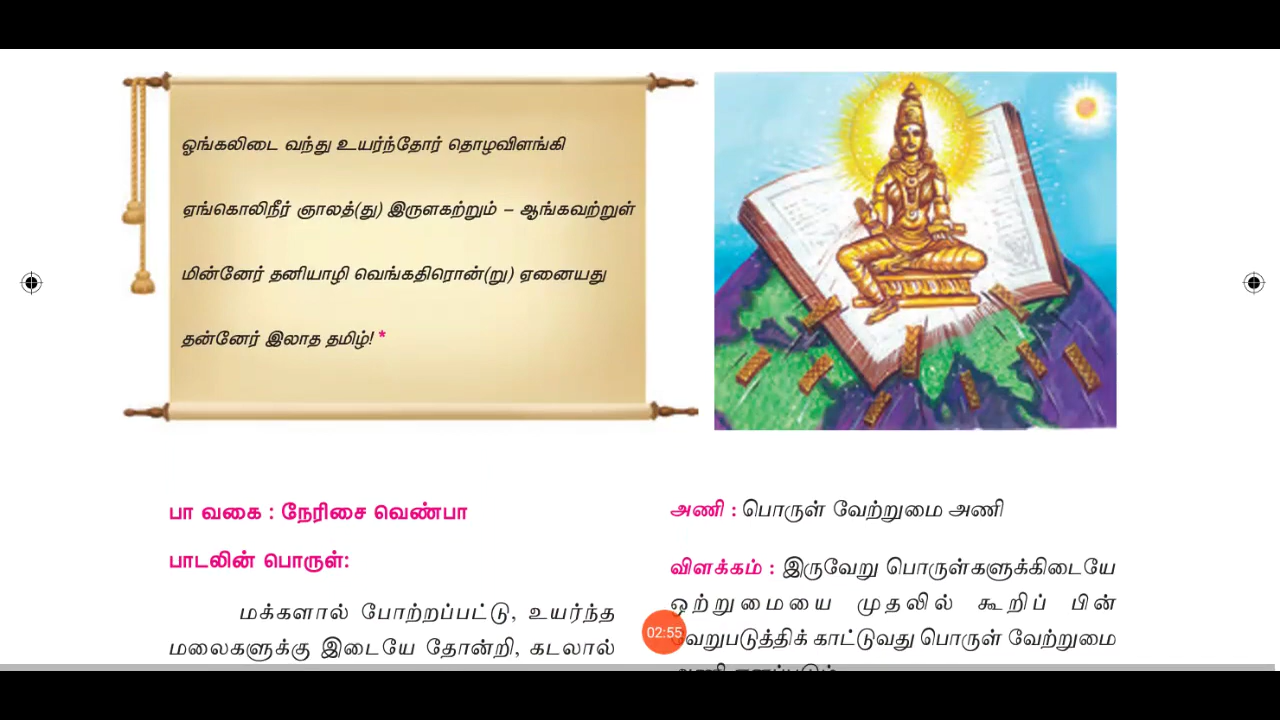 ஓங்கலிடை வந்து உயர்ந்தோர் தொழவிளங்கி
ஏங்கொலிநீர் ஞாலத்(து) இருளகற்றும் – ஆங்கவற்றுள்
மின்னேர் தனியாழி வெங்கதிரொன்(று) ஏனையது
தன்னேர் இலாத தமிழ்! *
பா வகை : நேரிசை வெண்பா
பாடலின் பொருள்:
மக்களால் போற்றப்பட்டு, உயர்ந்த
மலைகளுக்கு இடையே தோன்றி, கடலால்
அணி : பொருள் வேற்றுமை அணி
விளக்கம் : இருவேறு பொருள்களுக்கிடையே
ஒற்றுமையை முதலில் கூறிப் பின்
வேறுபடுத்திக் காட்டுவது பொருள் வேற்றுமை
02:55